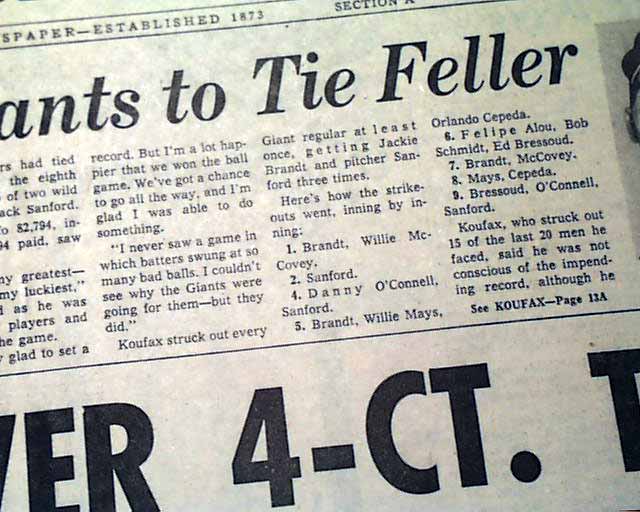 SPAPER—ESTABLISHED 1873
SECTION A
ants to Tie Feller
rs had tied
the eighth
of two wild
ack Sanford.
o 82,794, in-
94 paid, saw
ny greatest—
my luckiest,"
d as he was
players and
he game.
y glad to set a
record. But I'm a lot hap-
pier that we won the ball
game. We've got a chance
to go all the way, and I'm
glad I was able to do
something.
"I never saw a game in
which batters swung at so
many bad balls. I couldn't
see why the Giants were
going for them—but they
did."
Koufax struck out every
Giant regular at least
once, getting Jackie
Brandt and pitcher San-
ford three times.
Here's how the strike-
outs went, inning by in-
ning:
1. Brandt, Willie Mc-
Covey.
2. Sanford.
4. Danny O'Connell,
Sanford.
5. Brandt, Willie Mays,
Orlando Cepeda.
6. Felipe Alou, Bob
Schmidt, Ed Bressoud.
7. Brandt, McCovey.
8. Mays, Cepeda.
9. Bressoud, O'Connell,
Sanford.
Koufax, who struck out
15 of the last 20 men he
faced, said he was not
conscious of the impend-
ing record, although he
See KOUFAX—Page 13A
VER 4-CT. T